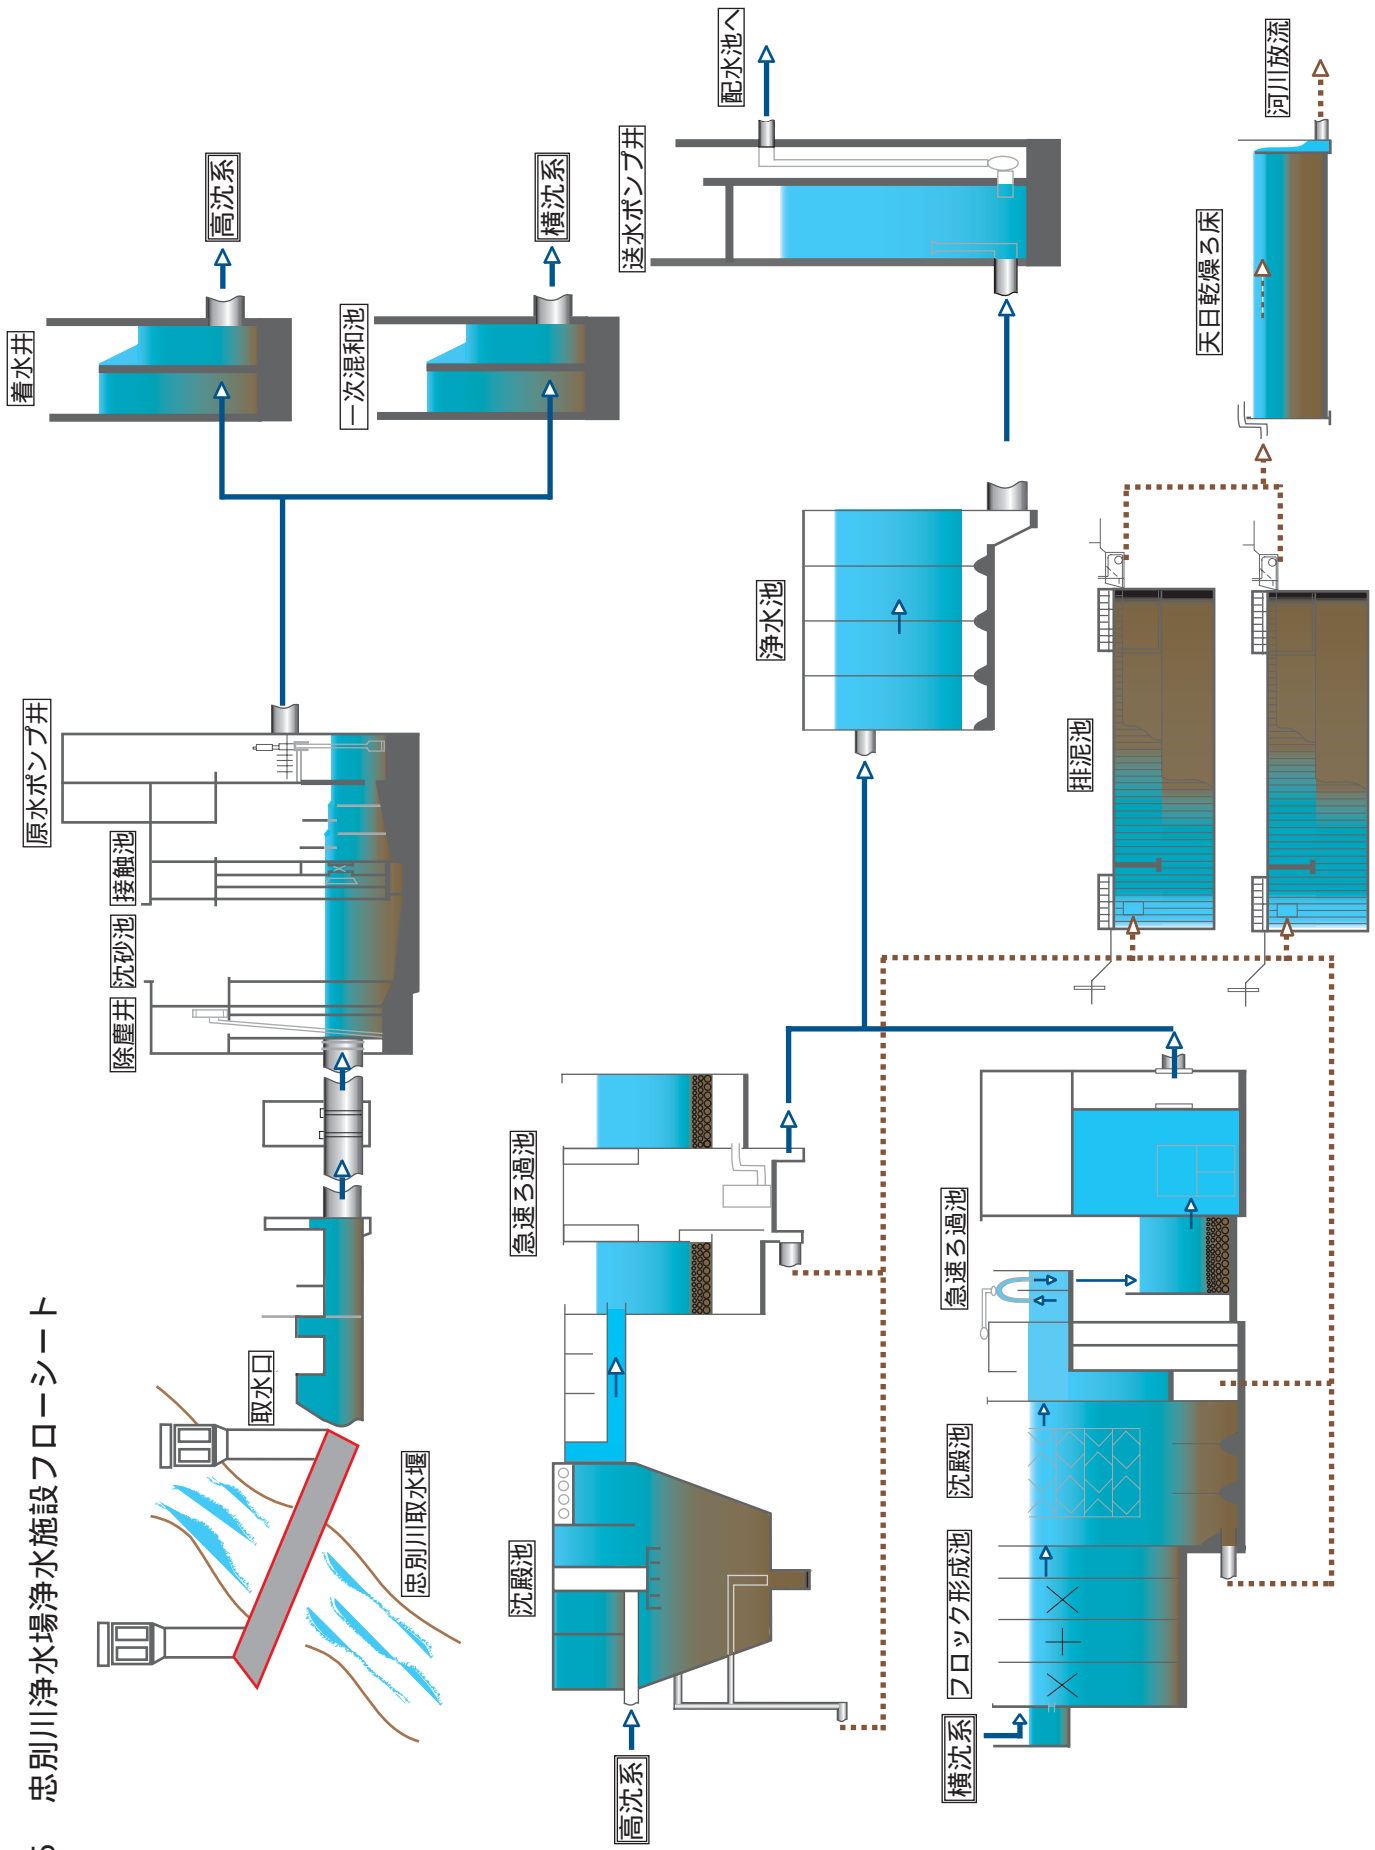 忠別川浄水場浄水施設フローシート
忠別川取水堰
取水口
除塵井
沈砂池
接触池
原水ポンプ井
着水井
高沈系
一次混和池
横沈系
高沈系
沈殿池
急速ろ過池
浄水池
送水ポンプ井
配水池へ
横沈系
フロック形成池
沈殿池
急速ろ過池
排泥池
天日乾燥ろ床
河川放流